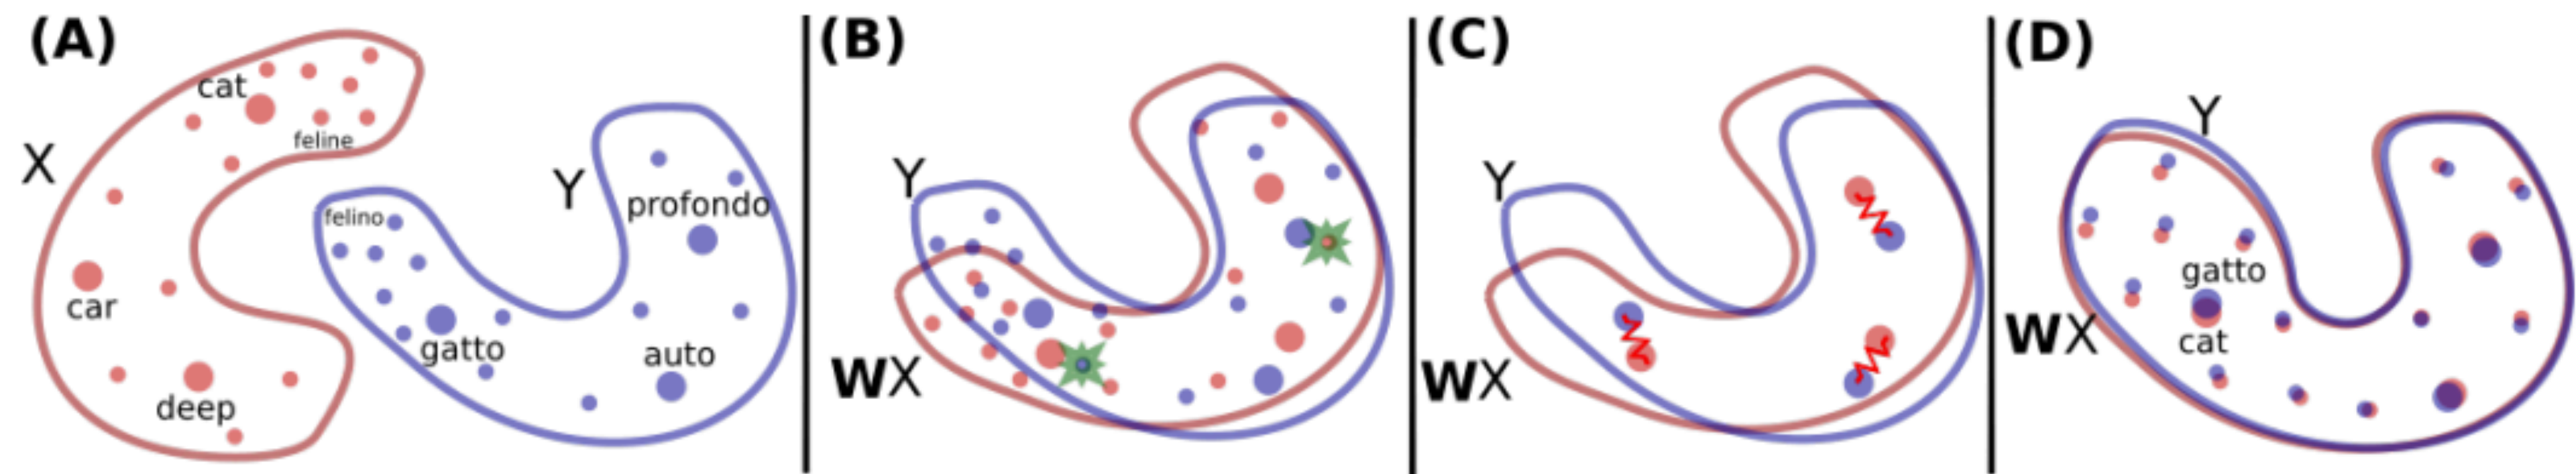 (A)
cat
feline
X
car
deep
Y
felino
profondo
gatto
auto
(B)
Y
WX
(C)
Y
WX
(D)
Y
gatto
cat
WX